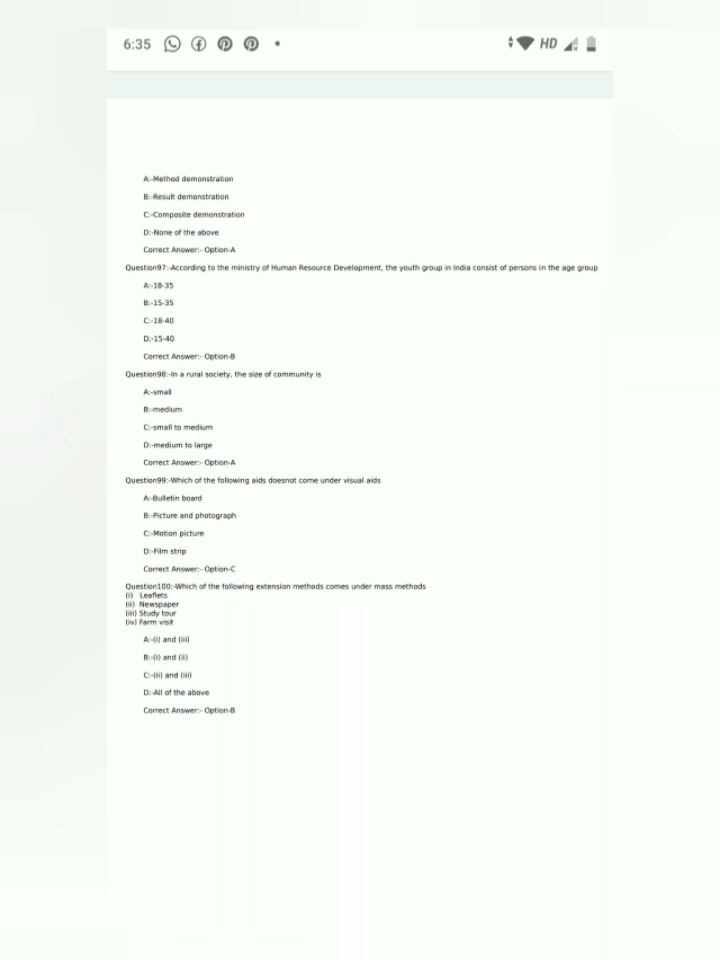 6:35
HD
A:-Method demonstration
B:-Result demonstration
C:-Composite demonstration
D:-None of the above
Correct Answer:- Option-A
Question97:-According to the ministry of Human Resource Development, the youth group in India consist of persons in the age group
A:-18-35
B:-15-35
C:-18-40
D:-15-40
Correct Answer:- Option-B
Question98:-In a rural society, the size of community is
A:-small
B:-medium
C:-small to medium
D:-medium to large
Correct Answer:- Option-A
Question99:-Which of the following aids doesnot come under visual aids
A:-Bulletin board
B:-Picture and photograph
C:-Motion picture
D:-Film strip
Correct Answer:- Option-C
Question100:-Which of the following extension methods comes under mass methods
(i) Leaflets
(ii) Newspaper
(iii) Study tour
(iv) Farm visit
A:-(i) and (iii)
B:-(i) and (ii)
C:-(ii) and (iii)
D:-All of the above
Correct Answer:- Option-B